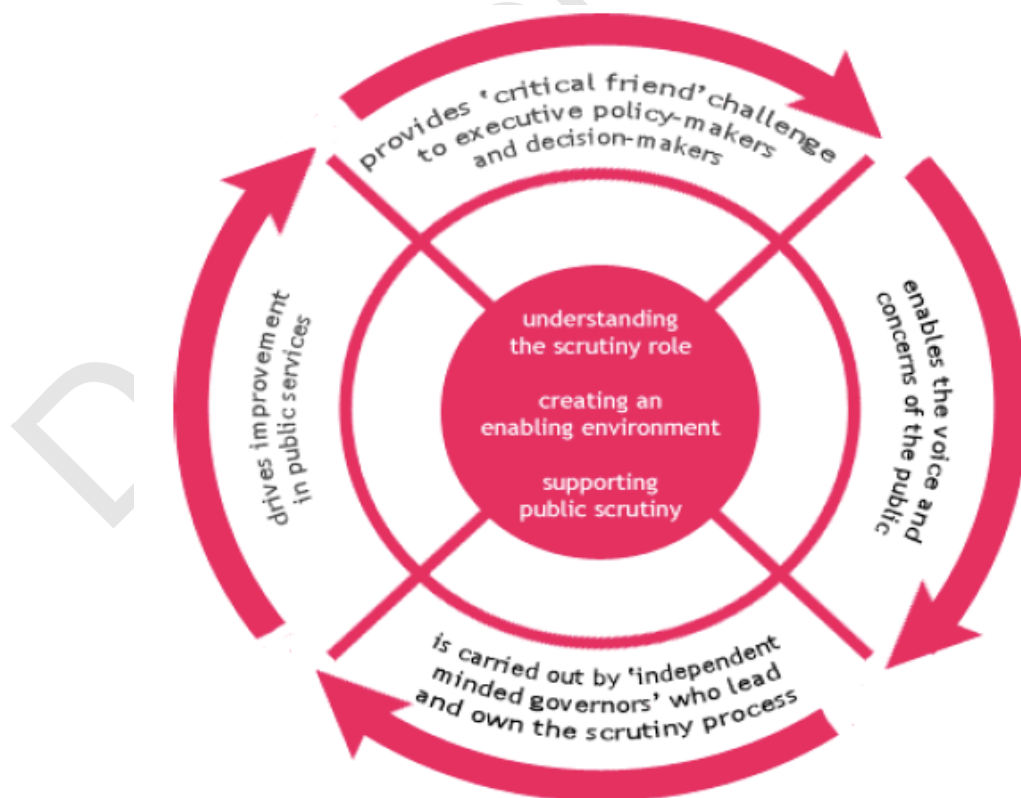 provides ‘critical friend’ challenge
to executive policy-makers
and decision-makers
enables the voice and
concerns of the public
is carried out by ‘independent
minded governors’ who lead
and own the scrutiny process
drives improvement
in public services
understanding
the scrutiny role
creating an
enabling environment
supporting
public scrutiny